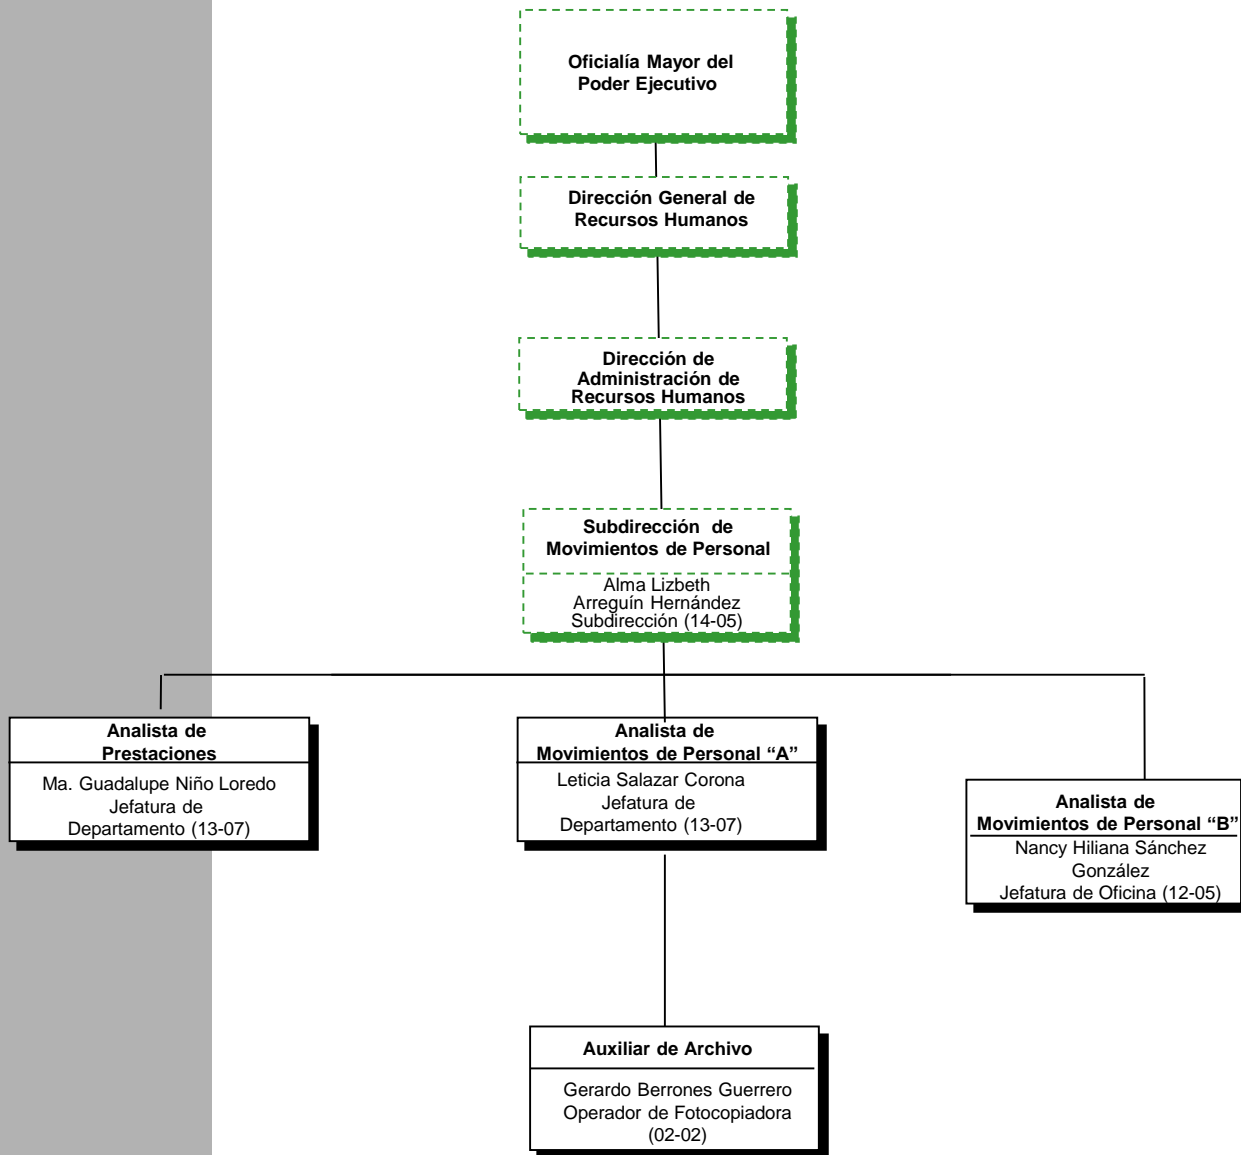 Oficialía Mayor del
Poder Ejecutivo
Dirección General de
Recursos Humanos
Dirección de
Administración de
Recursos Humanos
Subdirección de
Movimientos de Personal
Alma Lizbeth
Arreguín Hernández
Subdirección (14-05)
Analista de
Prestaciones
Ma. Guadalupe Niño Loredo
Jefatura de
Departamento (13-07)
Analista de
Movimientos de Personal “A”
Leticia Salazar Corona
Jefatura de
Departamento (13-07)
Analista de
Movimientos de Personal “B”
Nancy Hiliana Sánchez
González
Jefatura de Oficina (12-05)
Auxiliar de Archivo
Gerardo Berrones Guerrero
Operador de Fotocopiadora
(02-02)